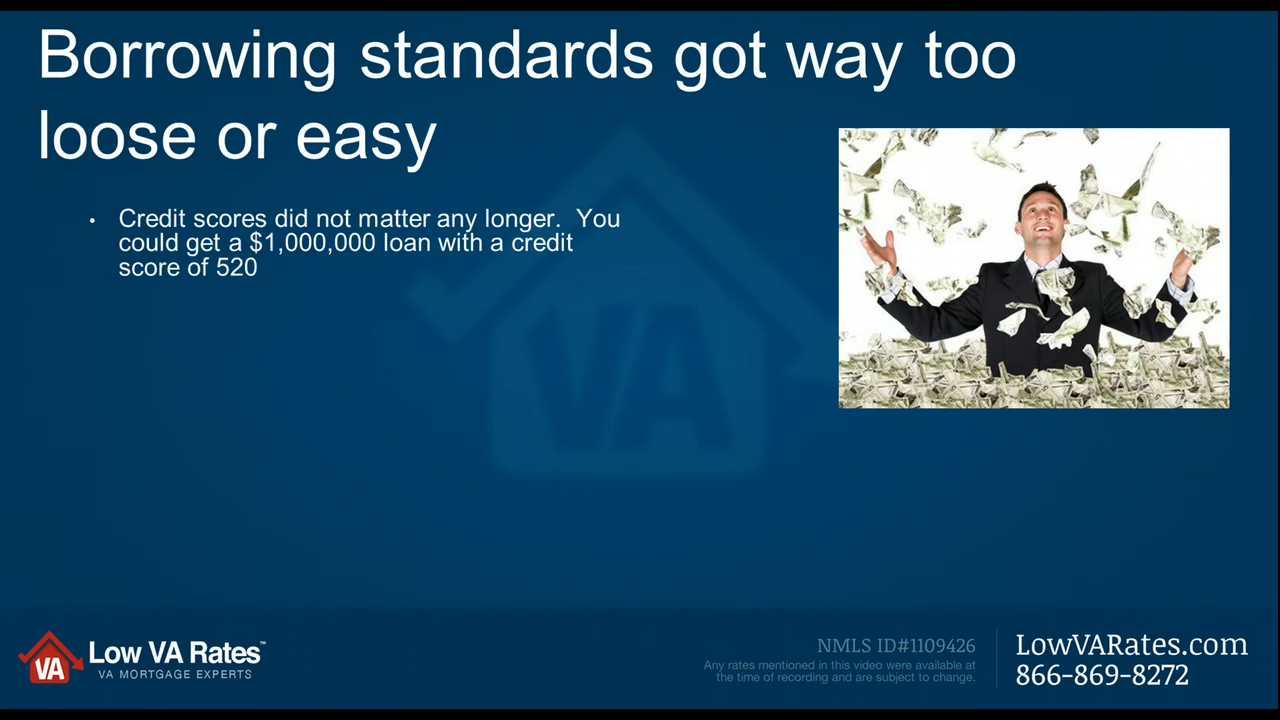 Borrowing standards got way too
loose or easy
• Credit scores did not matter any longer.  You
could get a $1,000,000 loan with a credit
score of 520
VA
VA
Low VA Rates™
VA MORTGAGE EXPERTS
NMLS ID#1109426
Any rates mentioned in this video were available at
the time of recording and are subject to change.
LowVARates.com
866-869-8272